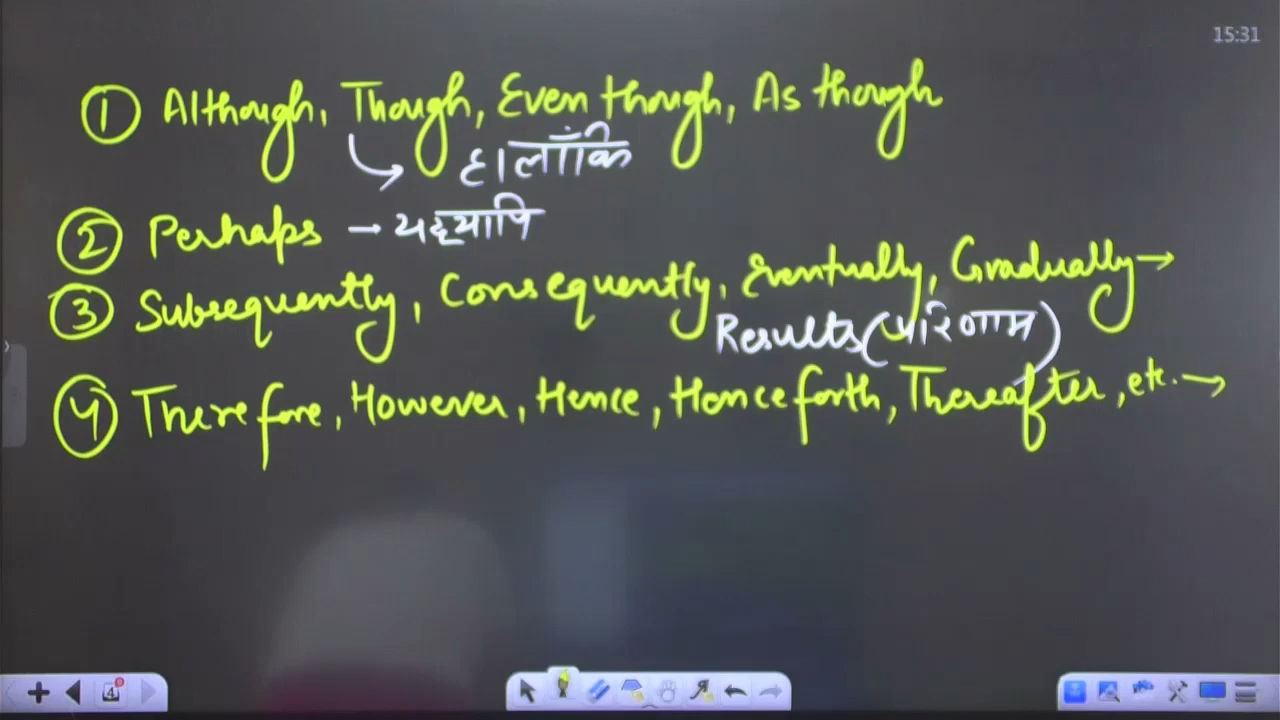 15:31
① Although, Though, Even though, As though
↳ हालाँकि
② Perhaps → यद्यापि
③ Subsequently, Consequently, Eventually, Gradually →
Results (परिणाम)
④ Therefore, However, Hence, Henceforth, Thereafter, etc. →
4